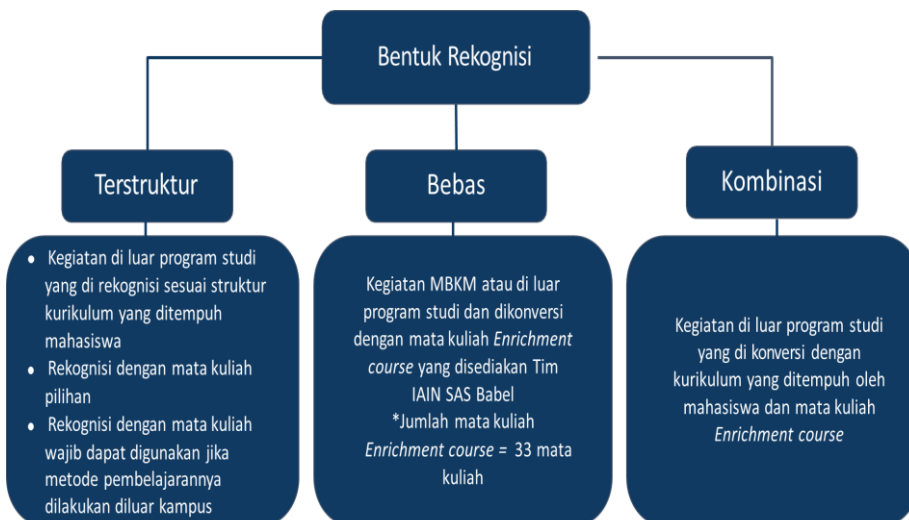 Bentuk Rekognisi
Terstruktur
• Kegiatan di luar program studi
yang di rekognisi sesuai struktur
kurikulum yang ditempuh
mahasiswa
• Rekognisi dengan mata kuliah
pilihan
• Rekognisi dengan mata kuliah
wajib dapat digunakan jika
metode pembelajarannya
dilakukan diluar kampus
Bebas
Kegiatan MBKM atau di luar
program studi dan dikonversi
dengan mata kuliah Enrichment
course yang disediakan Tim
IAIN SAS Babel
*Jumlah mata kuliah
Enrichment course = 33 mata
kuliah
Kombinasi
Kegiatan di luar program studi
yang di konversi dengan
kurikulum yang ditempuh oleh
mahasiswa dan mata kuliah
Enrichment course